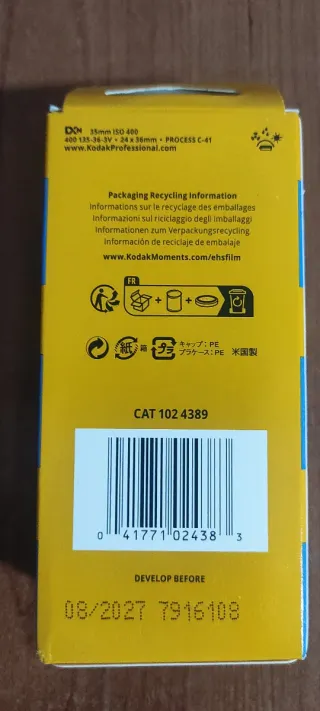 DX 35mm ISO 400
400 135-36-3V • 24 x 36mm • PROCESS C-41
www.KodakProfessional.com
Packaging Recycling Information
Informations sur le recyclage des emballages
Informazioni sul riciclaggio degli imballaggi
Informationen zum Verpackungsrecycling
Información de reciclaje de embalaje
www.KodakMoments.com/ehsfilm
FR
紙 箱 プラ キャップ：PE
プラケース：PE 米国製
CAT 102 4389
0 41771 02438 3
DEVELOP BEFORE
08/2027 7916108